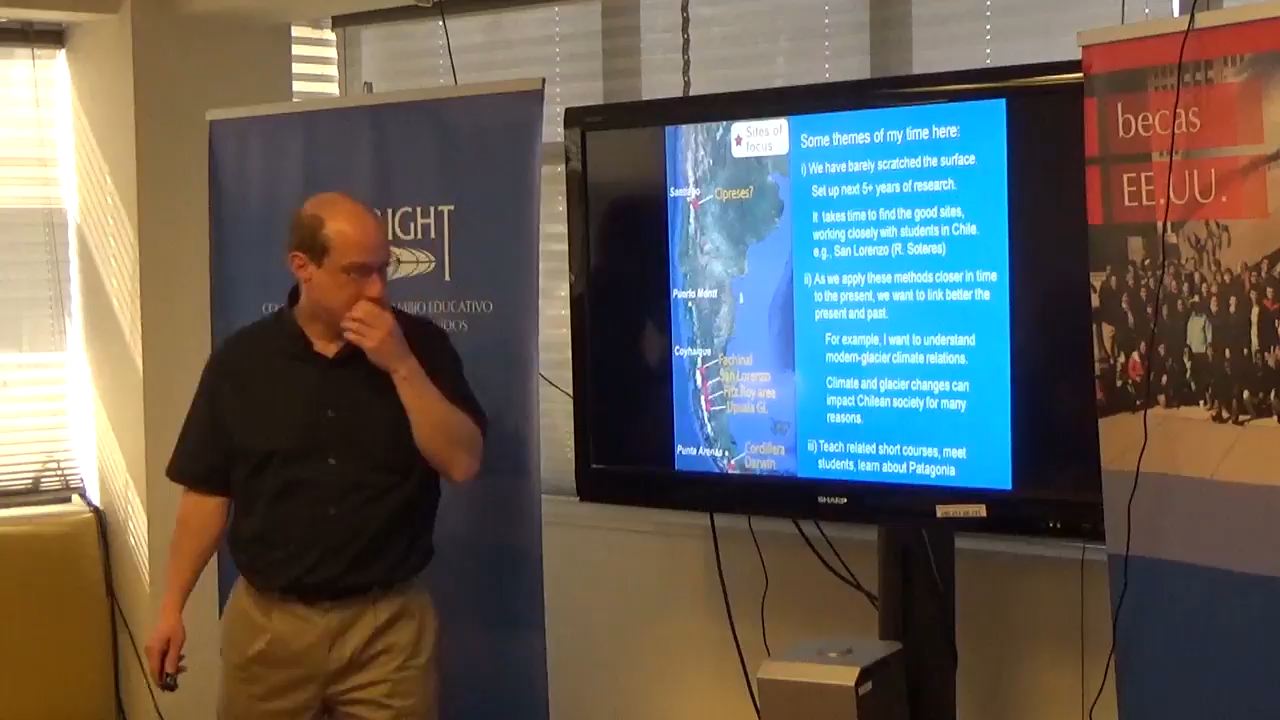 RIGHT
EDUCATIVO
Sites of
focus
Santiago
Cipreses?
Puerto Montt
Coyhaique
Fachinal
San Lorenzo
Fitz Roy area
Upsala Gl.
Punta Arenas
Cordillera
Darwin
Some themes of my time here:
i) We have barely scratched the surface.
Set up next 5+ years of research.
It takes time to find the good sites,
working closely with students in Chile.
e.g., San Lorenzo (R. Soteres)
ii) As we apply these methods closer in time
to the present, we want to link better the
present and past.
For example, I want to understand
modern-glacier climate relations.
Climate and glacier changes can
impact Chilean society for many
reasons.
iii) Teach related short courses, meet
students, learn about Patagonia
SHARP
becas
EE.UU.